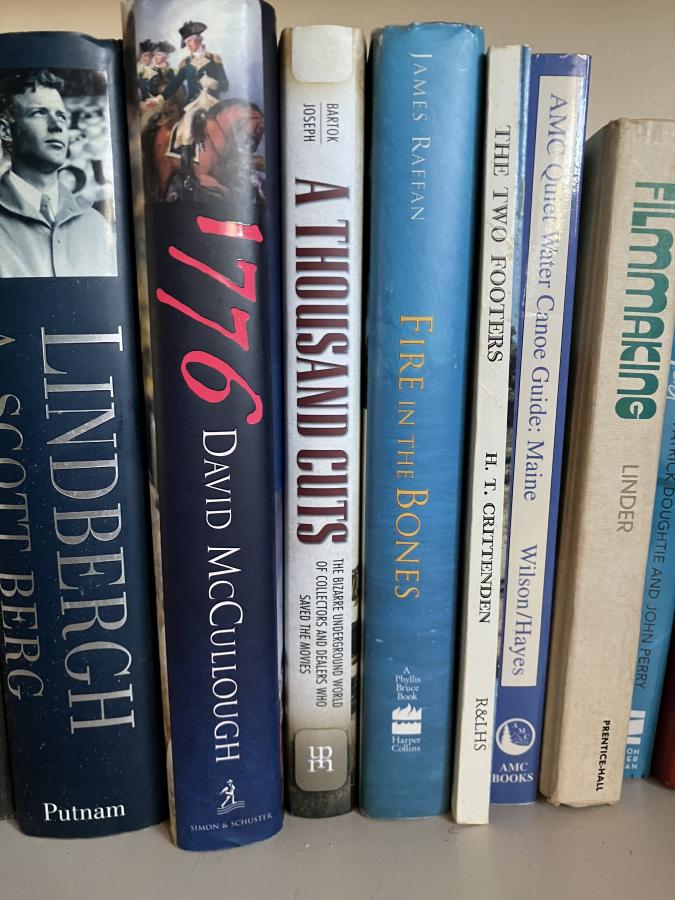 LINDBERGH
A. SCOTT BERG
Putnam
1776
DAVID McCULLOUGH
SIMON & SCHUSTER
BARTOK
JOSEPH
A THOUSAND CUTS
THE BIZARRE UNDERGROUND WORLD
OF COLLECTORS AND DEALERS WHO
SAVED THE MOVIES
JAMES RAFFAN
FIRE IN THE BONES
A
Phyllis
Bruce
Book
Harper
Collins
THE TWO FOOTERS
H. T. CRITTENDEN
R&LHS
AMC Quiet Water Canoe Guide: Maine
Wilson/Hayes
AMC
AMC
BOOKS
FILMMAKING
LINDER
PRENTICE-HALL
PATRICK DOUGHTIE AND JOHN PERRY